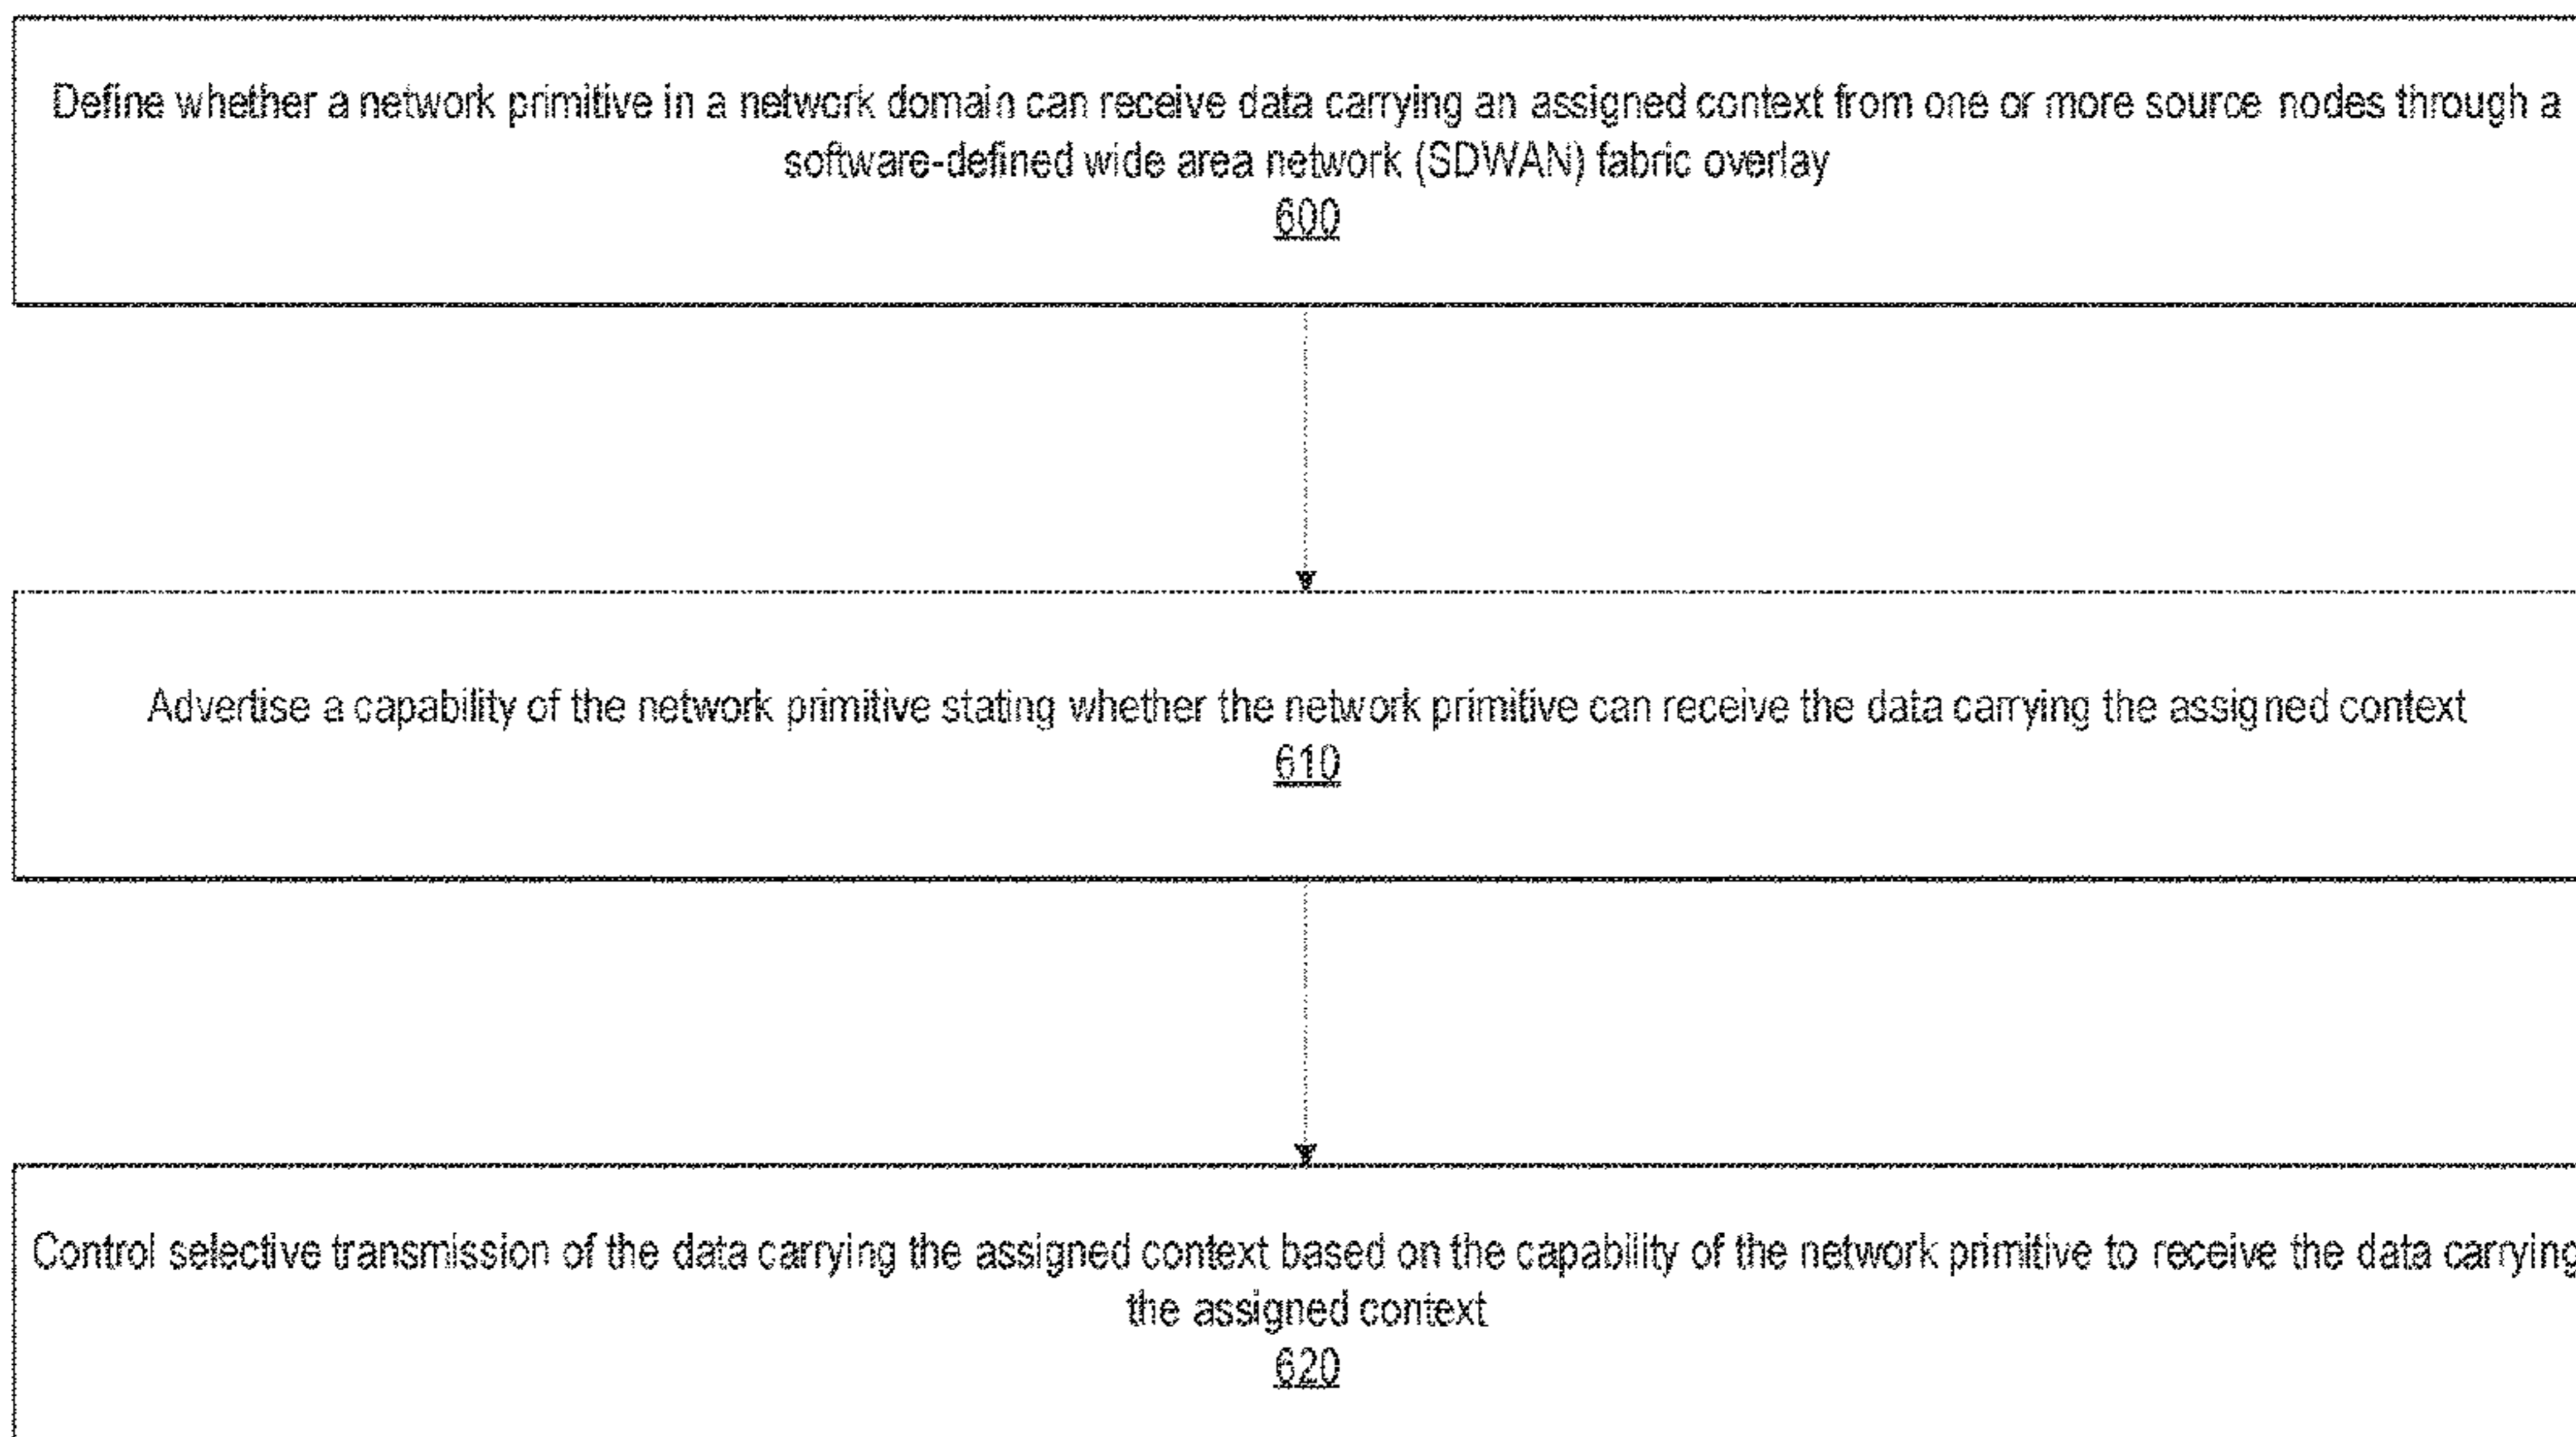 Define whether a network primitive in a network domain can receive data carrying an assigned context from one or more source nodes through a
software-defined wide area network (SDWAN) fabric overlay
600
Advertise a capability of the network primitive stating whether the network primitive can receive the data carrying the assigned context
610
Control selective transmission of the data carrying the assigned context based on the capability of the network primitive to receive the data carrying
the assigned context
620